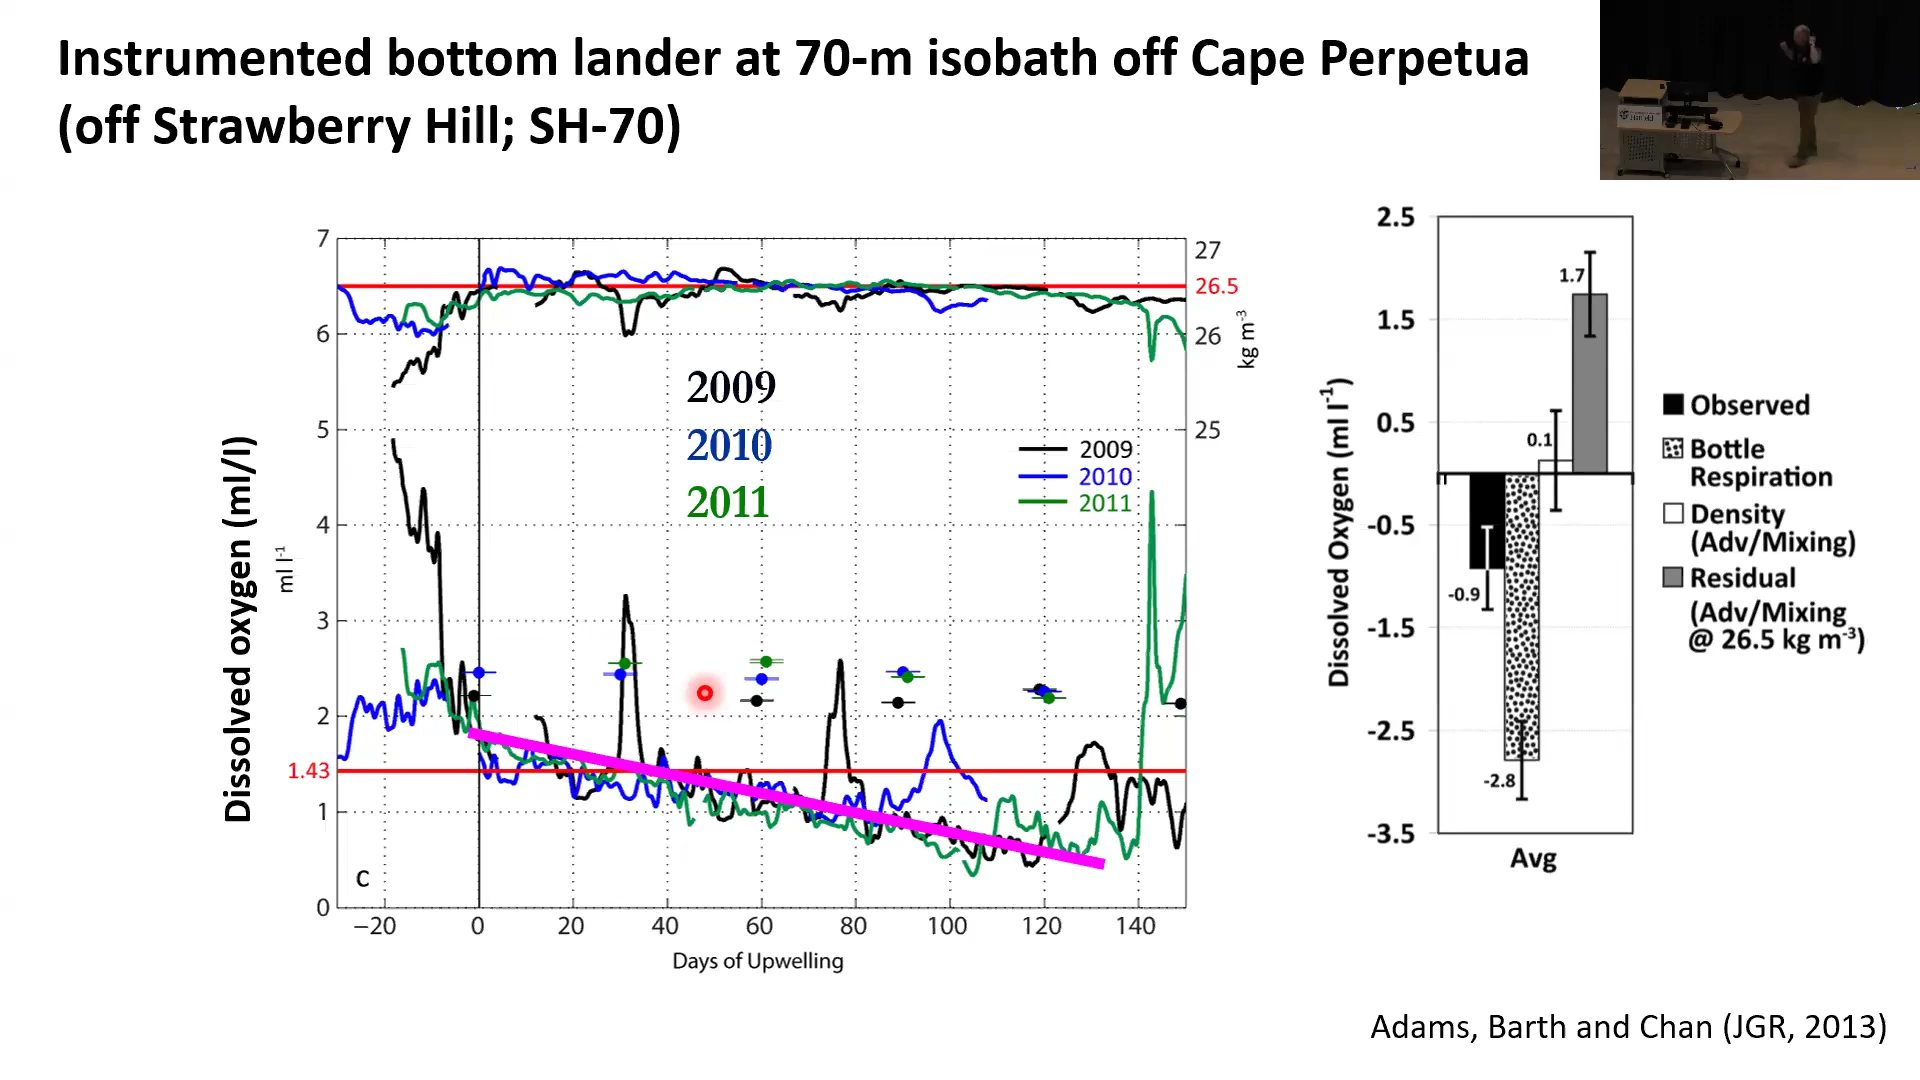 Instrumented bottom lander at 70-m isobath off Cape Perpetua
(off Strawberry Hill; SH-70)
Dissolved oxygen (ml/l)
ml l-1
7
6
5
4
3
2
1.43
1
0
27
26.5
26
25
kg m-3
2009
2010
2011
2009
2010
2011
c
−20 0 20 40 60 80 100 120 140
Days of Upwelling
Dissolved Oxygen (ml l-1)
2.5
1.5
0.5
-0.5
-1.5
-2.5
-3.5
1.7
0.1
-0.9
-2.8
Avg
Observed
Bottle
Respiration
Density
(Adv/Mixing)
Residual
(Adv/Mixing
@ 26.5 kg m-3)
Adams, Barth and Chan (JGR, 2013)